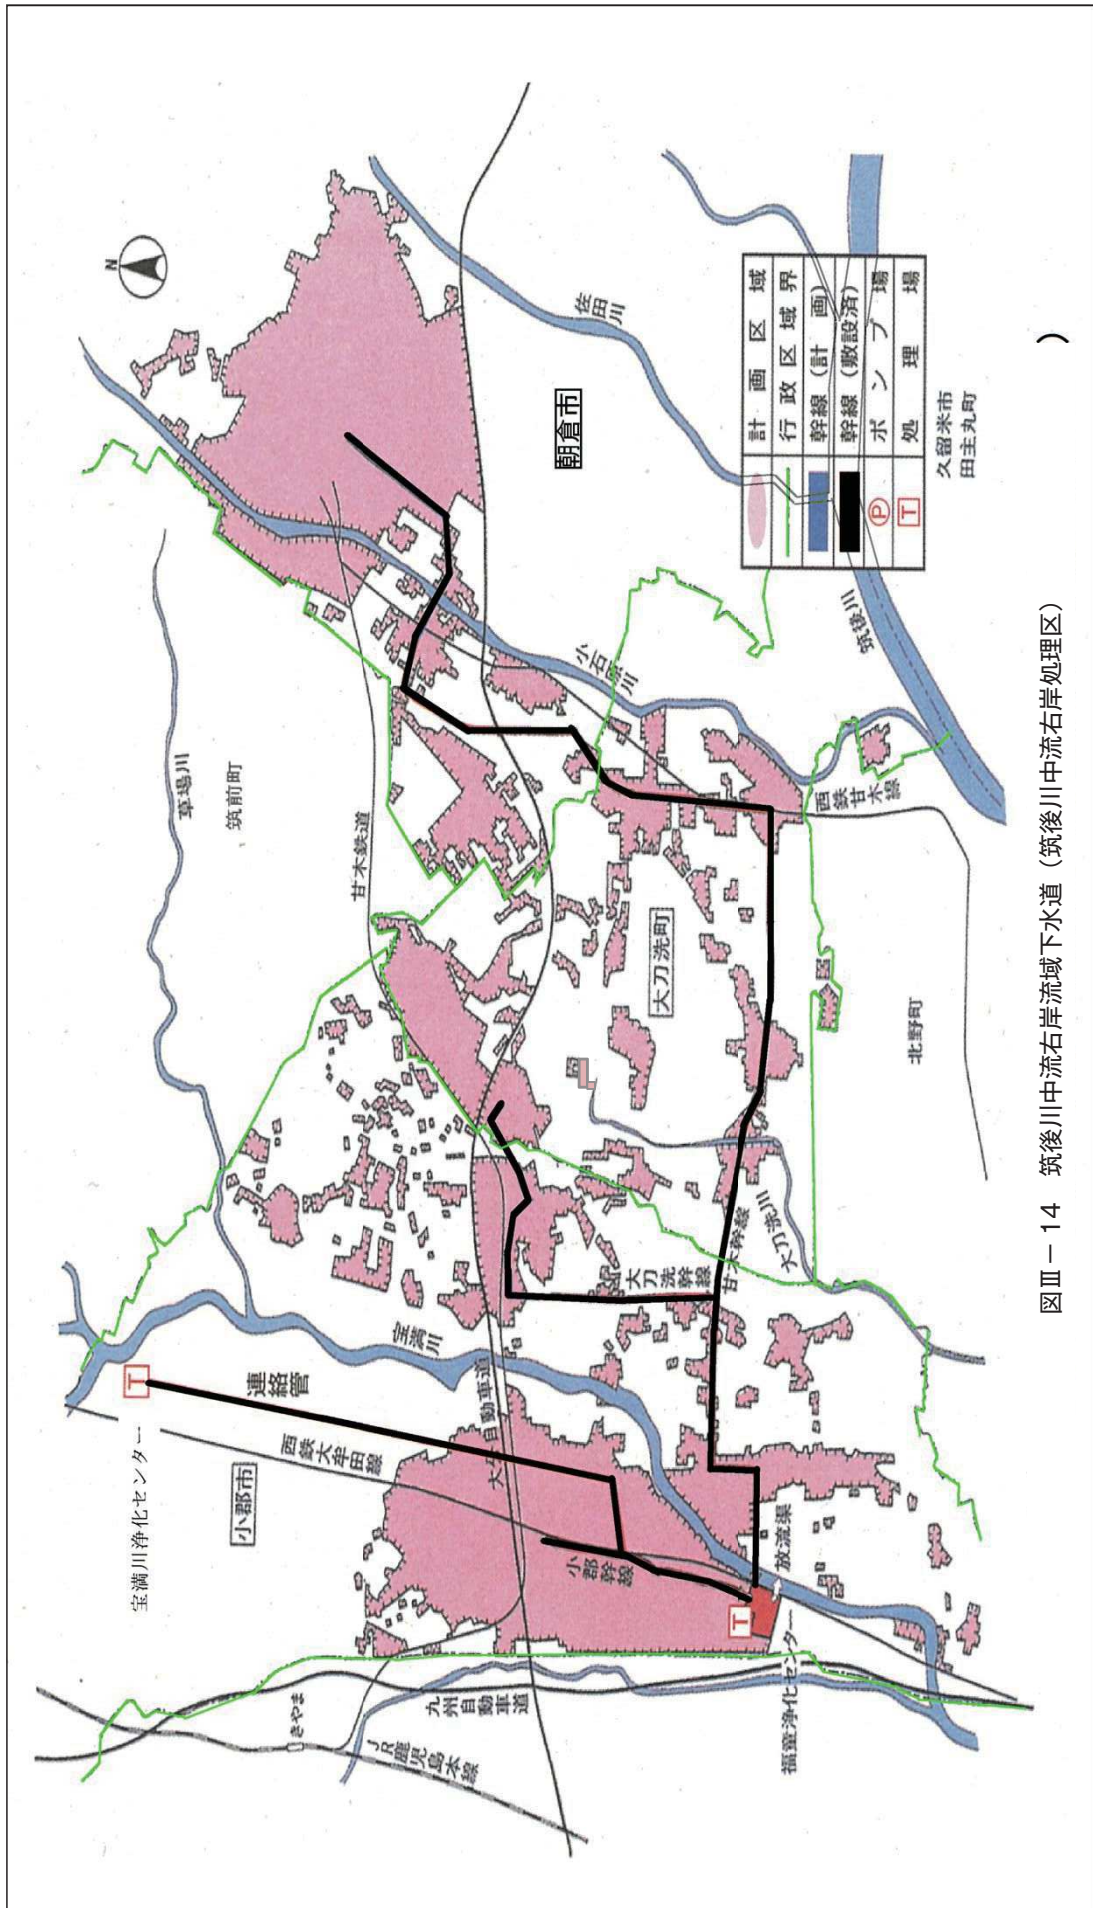 N
宝満川浄化センター
小郡市
西鉄大牟田線
連絡管
きやま
JR鹿児島本線
九州自動車道
小郡幹線
福童浄化センター
放流渠
T
T
宝満川
大刀洗幹線
甘木幹線
大刀洗川
草場川
筑前町
甘木鉄道
大刀洗町
北野町
西鉄甘木線
小石原川
佐田川
朝倉市
筑後川
久留米市
田主丸町
計画区域
行政区域界
幹線(計画)
幹線(敷設済)
P ポンプ場
T 処理場
図Ⅲ-14 筑後川中流右岸流域下水道(筑後川中流右岸処理区)
)